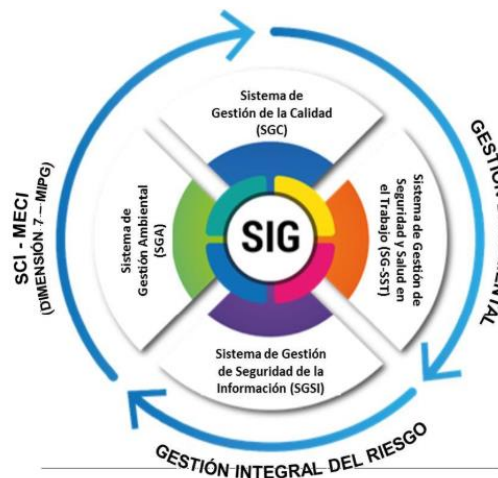 Sistema de
Gestión de la Calidad
(SGC)
Sistema de Gestión de
Seguridad y Salud en
el Trabajo (SG-SST)
Sistema de Gestión
de Seguridad de la
Información (SGSI)
Sistema de
Gestión Ambiental
(SGA)
SIG
GESTIÓN
GESTIÓN INTEGRAL DEL RIESGO
SCI - MECI
(DIMENSIÓN 7 — MIPG)